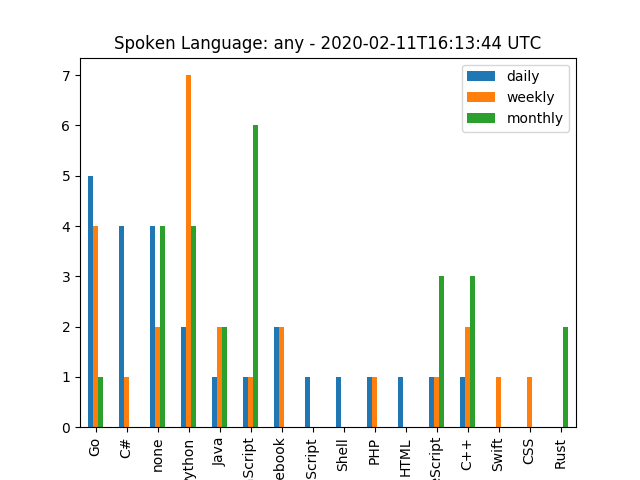 Spoken Language: any - 2020-02-11T16:13:44 UTC
daily
weekly
monthly
7
6
5
4
3
2
1
0
Go
C#
none
ython
Java
Script
ebook
Script
Shell
PHP
HTML
eScript
C++
Swift
CSS
Rust